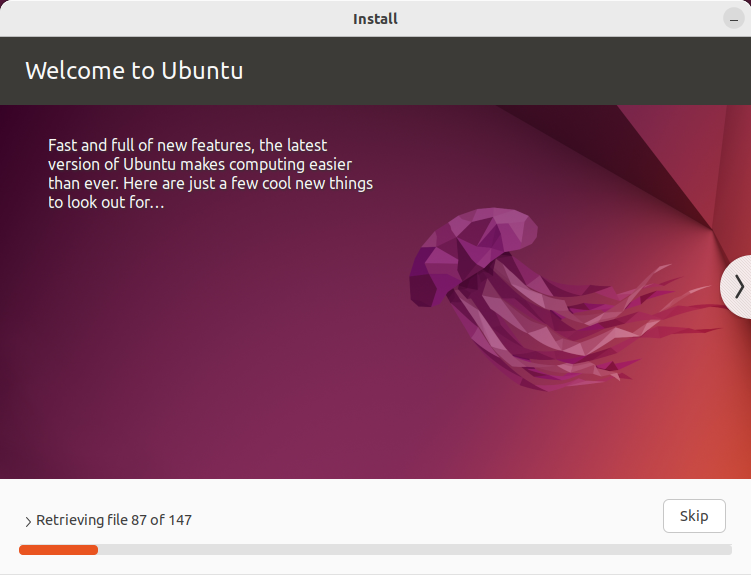 Install
Welcome to Ubuntu
Fast and full of new features, the latest
version of Ubuntu makes computing easier
than ever. Here are just a few cool new things
to look out for…
Retrieving file 87 of 147
Skip